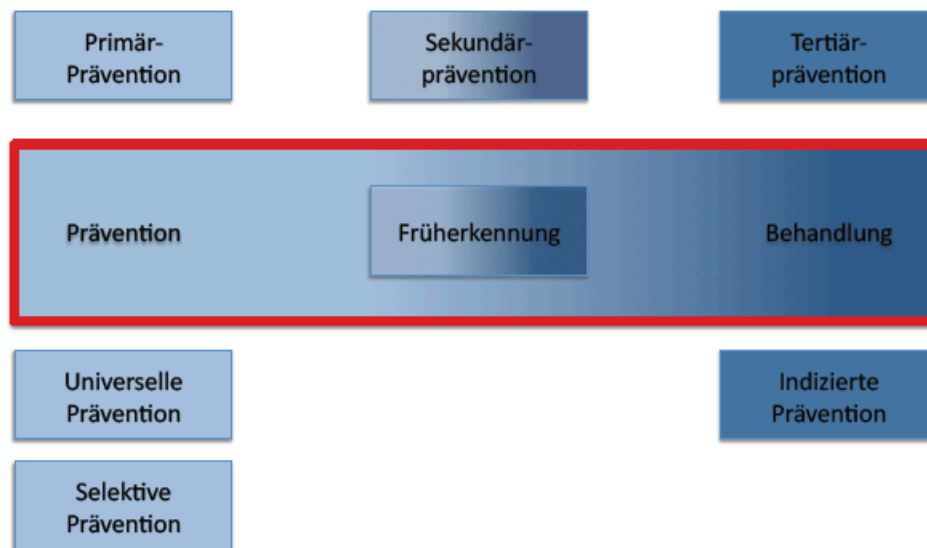 Primär-
Prävention
Sekundär-
prävention
Tertiär-
prävention
Prävention
Früherkennung
Behandlung
Universelle
Prävention
Indizierte
Prävention
Selektive
Prävention